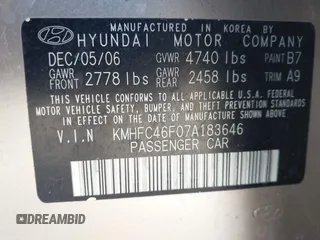 MANUFACTURED IN KOREA BY
HYUNDAI MOTOR COMPANY
DEC/05/06 GVWR 4740 lbs PAINT B7
GAWR FRONT 2778 lbs GAWR REAR 2458 lbs TRIM A9
THIS VEHICLE CONFORMS TO ALL APPLICABLE
FEDERAL MOTOR VEHICLE SAFETY, BUMPER, AND
THEFT PREVENTION STANDARDS IN EFFECT ON THE
DATE OF MANUFACTURE SHOWN ABOVE.
V.I.N KMHFC46F07A183646
PASSENGER CAR
DREAMBID